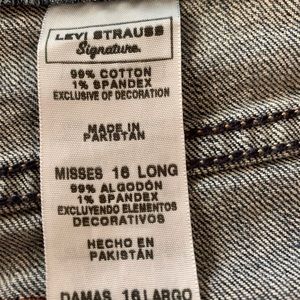 LEVI STRAUSS
Signature.
99% COTTON
1% SPANDEX
EXCLUSIVE OF DECORATION
MADE IN
PAKISTAN
MISSES 16 LONG
99% ALGODÓN
1% SPANDEX
EXCLUYENDO ELEMENTOS
DECORATIVOS
HECHO EN
PAKISTAN
DAMAS 16 LARGO